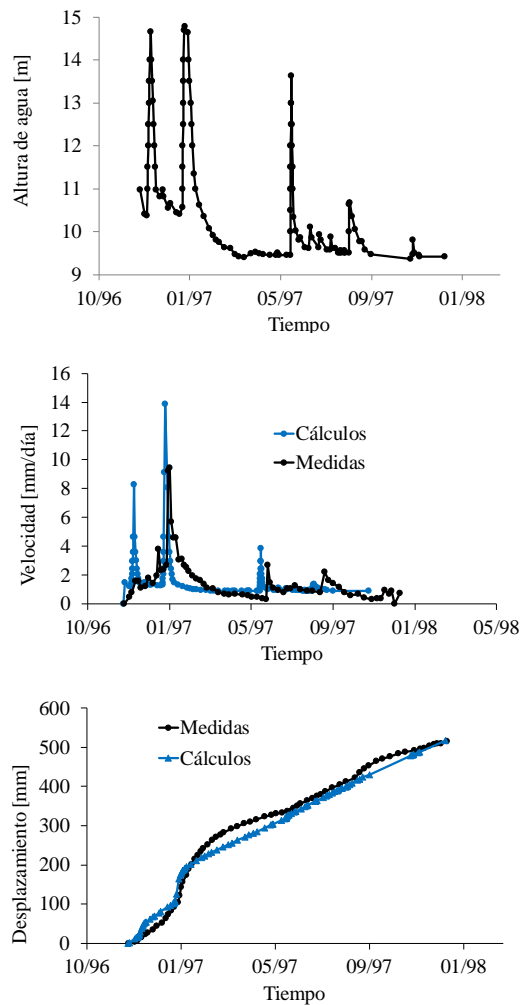 Altura de agua [m]
15
14
13
12
11
10
9
10/96 01/97 05/97 09/97 01/98
Tiempo
Velocidad [mm/día]
16
14
12
10
8
6
4
2
0
Cálculos
Medidas
10/96 01/97 05/97 09/97 01/98 05/98
Tiempo
Desplazamiento [mm]
600
500
400
300
200
100
0
Medidas
Cálculos
10/96 01/97 05/97 09/97 01/98
Tiempo